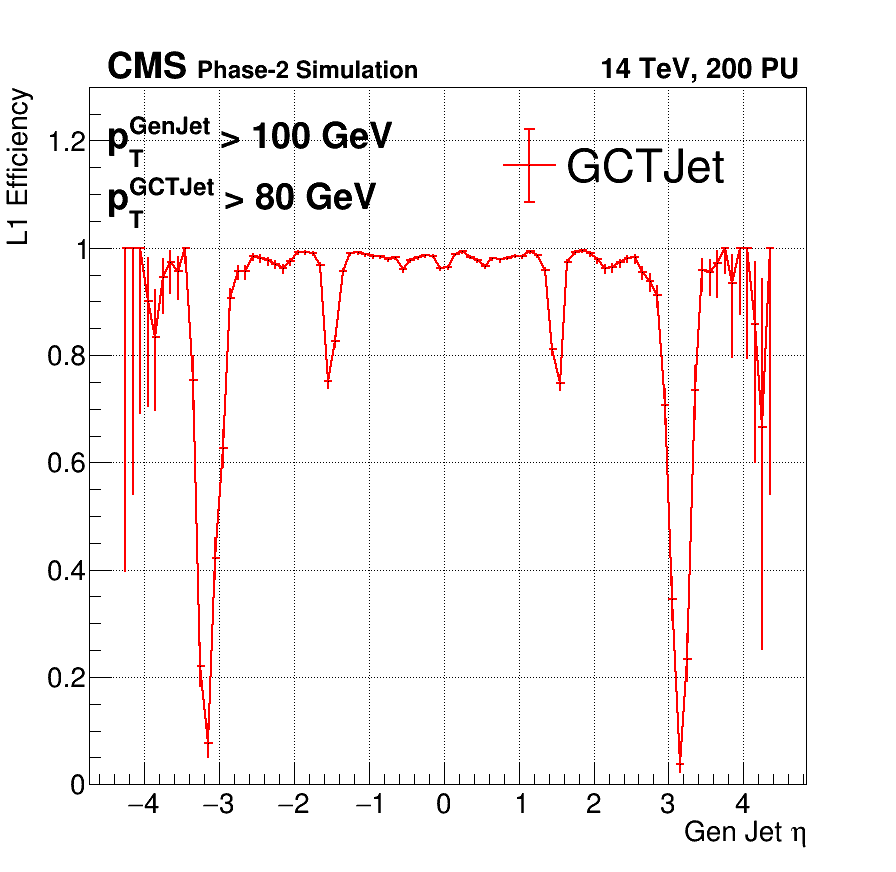 CMS Phase-2 Simulation 14 TeV, 200 PU
L1 Efficiency
p_T^GenJet > 100 GeV
p_T^GCTJet > 80 GeV
GCTJet
1.2
1
0.8
0.6
0.4
0.2
0
−4 −3 −2 −1 0 1 2 3 4
Gen Jet η